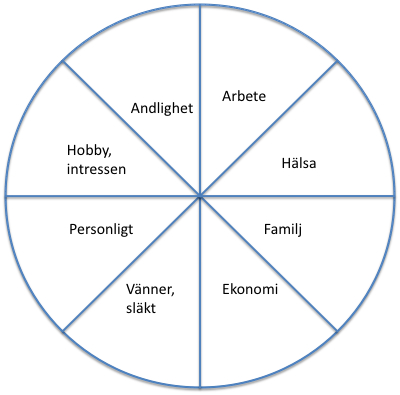 Andlighet
Arbete
Hobby,
intressen
Hälsa
Personligt
Familj
Vänner,
släkt
Ekonomi